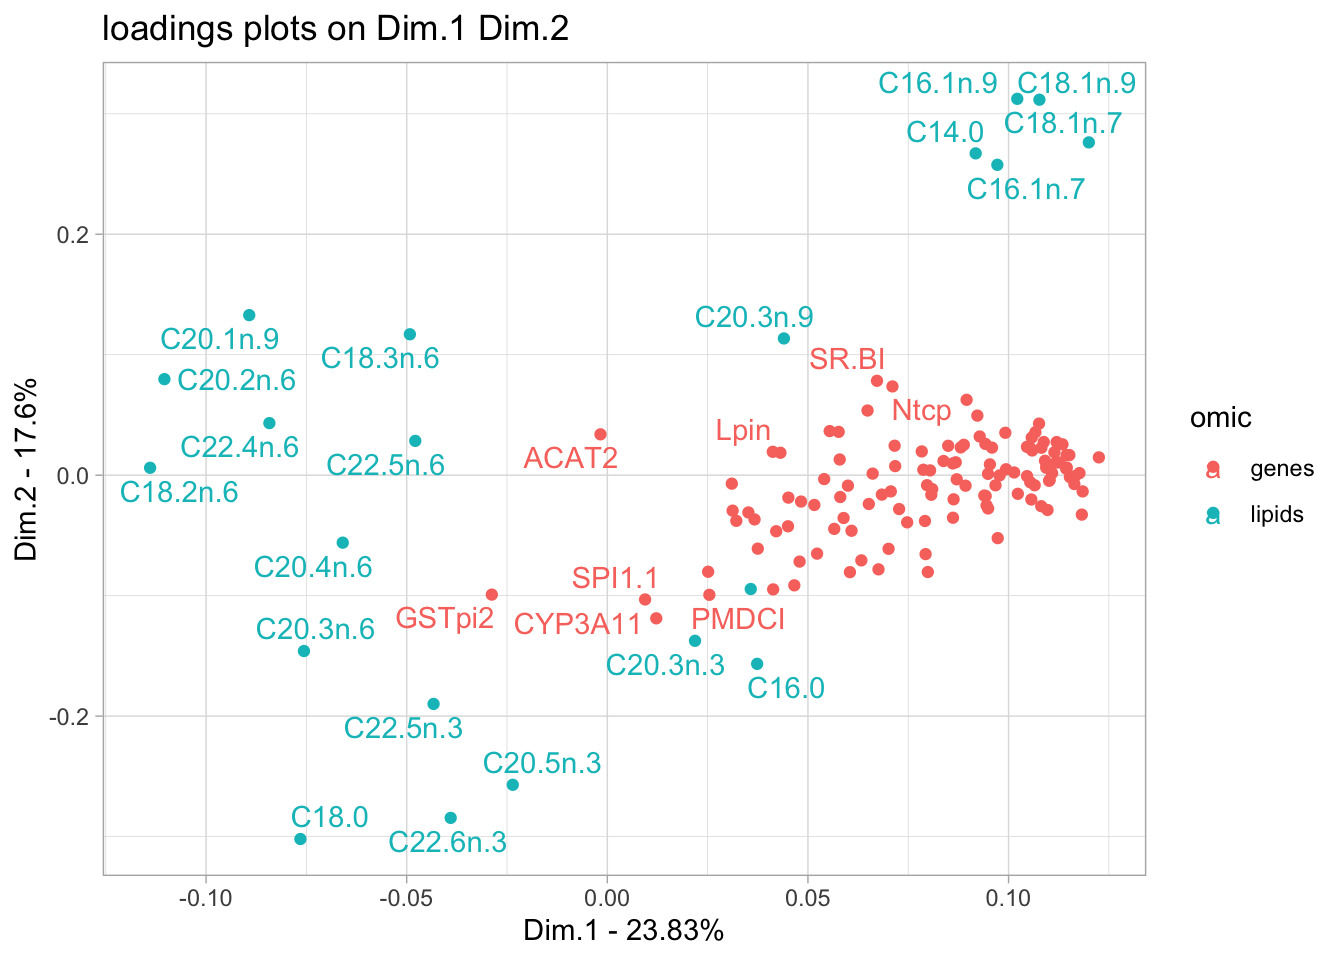 loadings plots on Dim.1 Dim.2
C16.1n.9
C18.1n.9
C18.1n.7
C14.0
C16.1n.7
0.2
C20.3n.9
C20.1n.9
C18.3n.6
SR.BI
C20.2n.6
Ntcp
Lpin
C22.4n.6
ACAT2
C22.5n.6
0.0
C18.2n.6
C20.4n.6
SPI1.1
GSTpi2
CYP3A11
PMDCI
C20.3n.6
C20.3n.3
C16.0
-0.2
C22.5n.3
C20.5n.3
C18.0
C22.6n.3
-0.10
-0.05
0.00
0.05
0.10
Dim.1 - 23.83%
Dim.2 - 17.6%
omic
a genes
a lipids